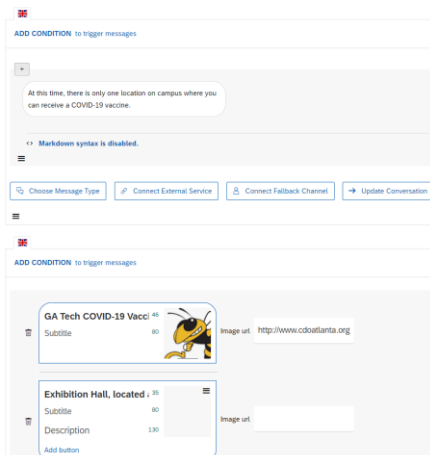 ADD CONDITION to trigger messages
+
At this time, there is only one location on campus where you
can receive a COVID-19 vaccine.
<> Markdown syntax is disabled.
Choose Message Type
Connect External Service
Connect Fallback Channel
Update Conversation
ADD CONDITION to trigger messages
GA Tech COVID-19 Vacci 46
Subtitle 80
Image url http://www.cdoatlanta.org
Exhibition Hall, located 35
Subtitle 80
Image url
Description 130
Add button